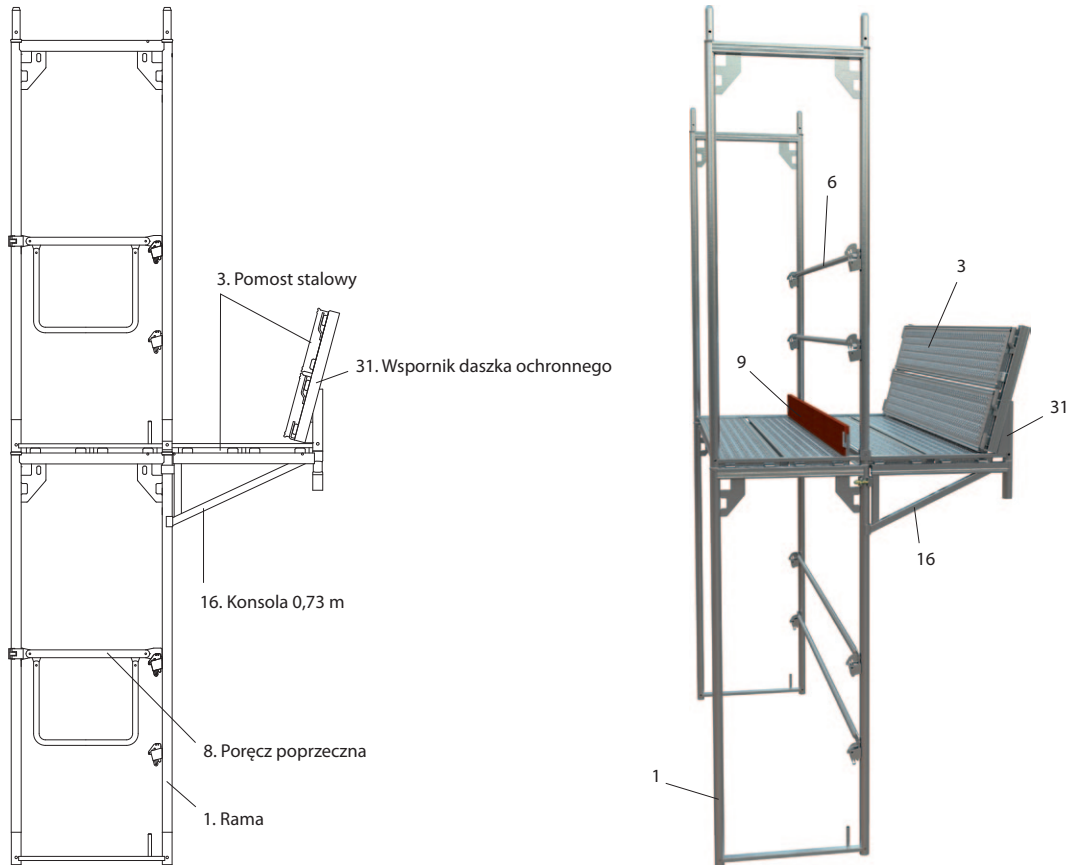 3. Pomost stalowy
31. Wspornik daszka ochronnego
16. Konsola 0,73 m
8. Poręcz poprzeczna
1. Rama
6
3
9
31
16
1